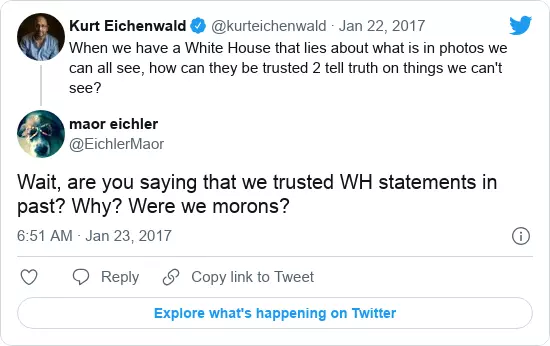 Kurt Eichenwald @kurteichenwald · Jan 22, 2017
When we have a White House that lies about what is in photos we
can all see, how can they be trusted 2 tell truth on things we can't
see?
maor eichler
@EichlerMaor
Wait, are you saying that we trusted WH statements in
past? Why? Were we morons?
6:51 AM · Jan 23, 2017
Reply
Copy link to Tweet
Explore what's happening on Twitter